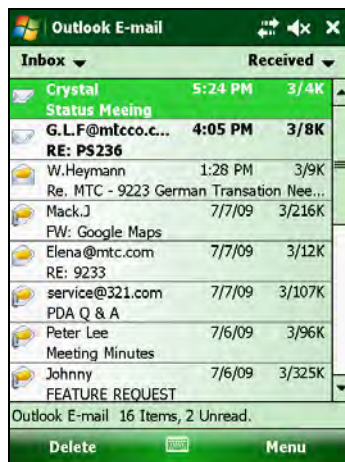 Outlook E-mail
Inbox Received
Crystal 5:24 PM 3/4K
Status Meeing
G.L.F@mtcco.c... 4:05 PM 3/8K
RE: PS236
W.Heymann 1:28 PM 3/9K
Re. MTC - 9223 German Transation Nee...
Mack.J 7/7/09 3/216K
FW: Google Maps
Elena@mtc.com 7/7/09 3/12K
RE: 9233
service@321.com 7/7/09 3/107K
PDA Q & A
Peter Lee 7/6/09 3/96K
Meeting Minutes
Johnny 7/6/09 3/325K
FEATURE REQUEST
Outlook E-mail 16 Items, 2 Unread.
Delete Menu